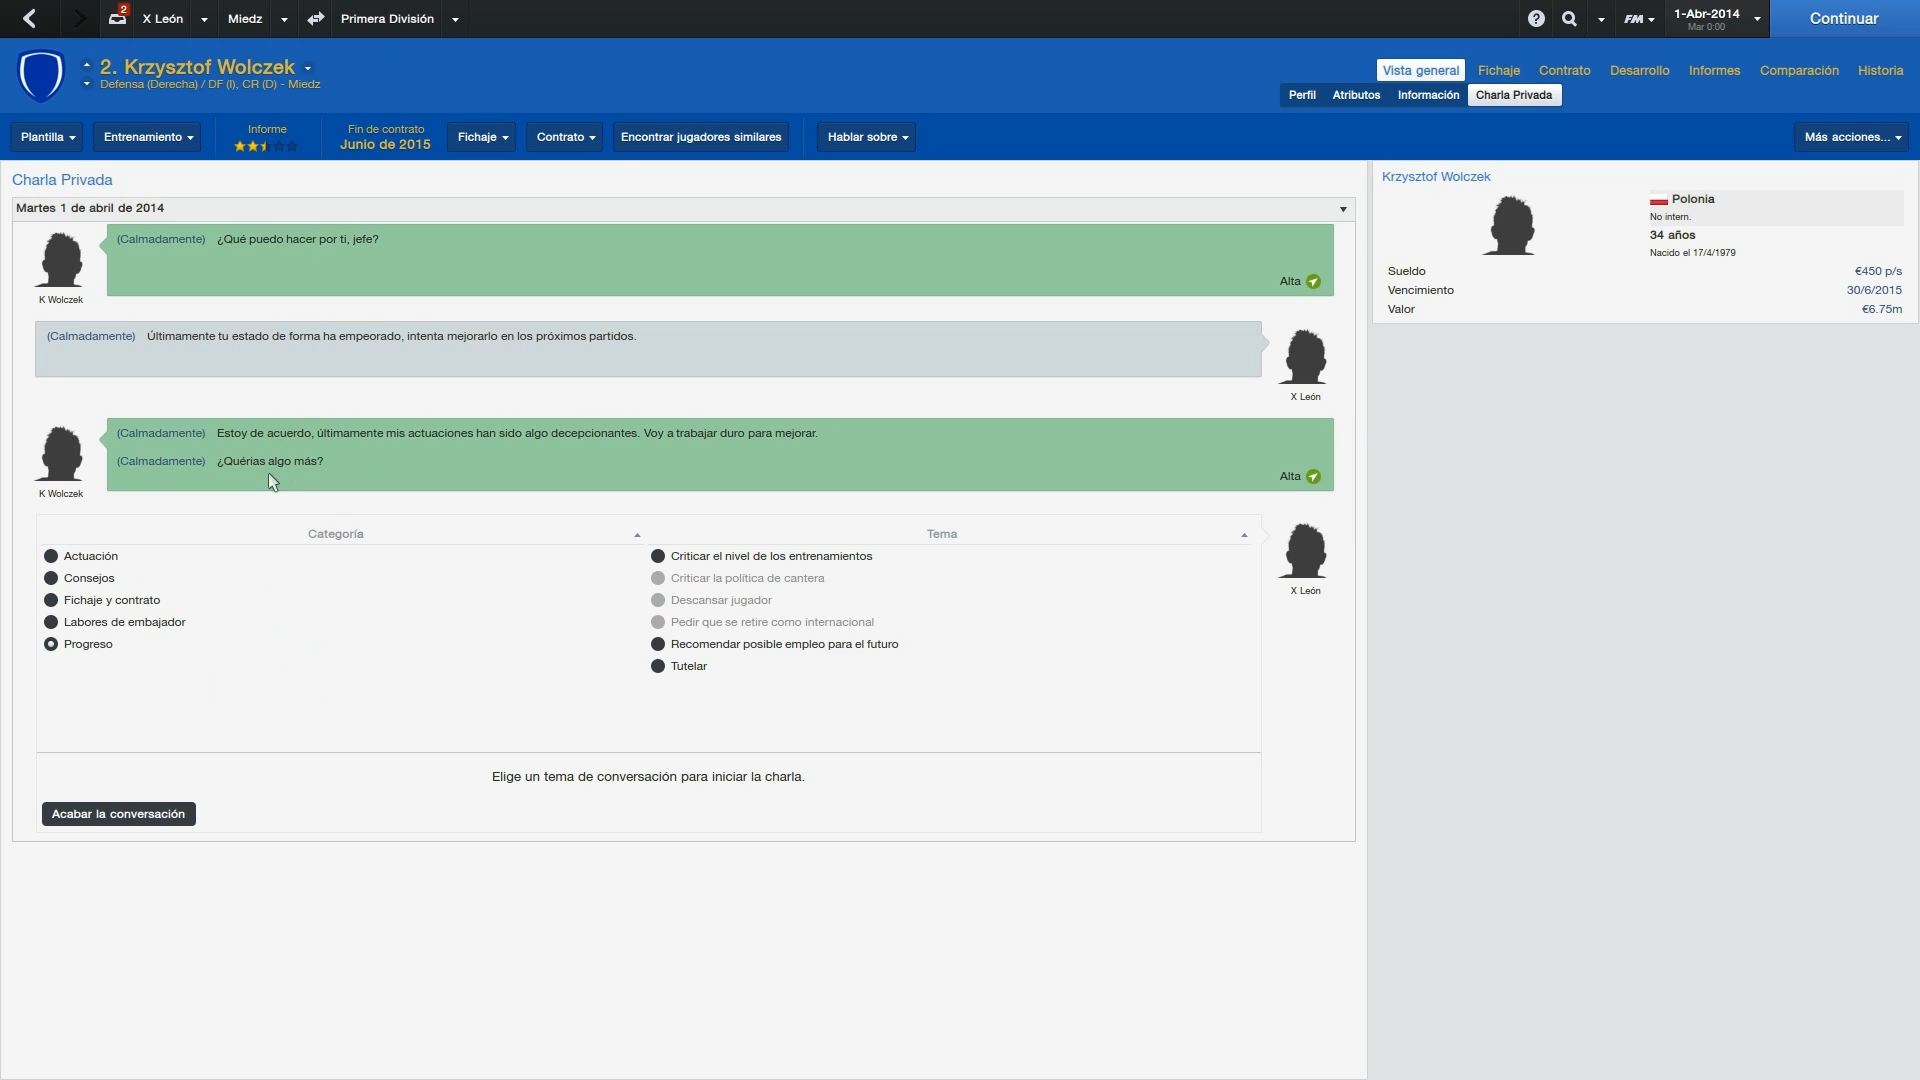 2
X León
Miedz
Primera División
FM
1-Abr-2014
Mar 0:00
Continuar
2. Krzysztof Wolczek
Defensa (Derecha) / DF (I), CR (D) - Miedz
Vista general
Fichaje
Contrato
Desarrollo
Informes
Comparación
Historia
Perfil
Atributos
Información
Charla Privada
Plantilla
Entrenamiento
Informe
Fin de contrato
Junio de 2015
Fichaje
Contrato
Encontrar jugadores similares
Hablar sobre
Más acciones...
Charla Privada
Martes 1 de abril de 2014
(Calmadamente) ¿Qué puedo hacer por ti, jefe?
Alta
K Wolczek
(Calmadamente) Últimamente tu estado de forma ha empeorado, intenta mejorarlo en los próximos partidos.
X León
(Calmadamente) Estoy de acuerdo, últimamente mis actuaciones han sido algo decepcionantes. Voy a trabajar duro para mejorar.
(Calmadamente) ¿Quérias algo más?
Alta
K Wolczek
Categoría
Tema
Actuación
Consejos
Fichaje y contrato
Labores de embajador
Progreso
Criticar el nivel de los entrenamientos
Criticar la política de cantera
Descansar jugador
Pedir que se retire como internacional
Recomendar posible empleo para el futuro
Tutelar
X León
Elige un tema de conversación para iniciar la charla.
Acabar la conversación
Krzysztof Wolczek
Polonia
No intern.
34 años
Nacido el 17/4/1979
Sueldo €450 p/s
Vencimiento 30/6/2015
Valor €6.75m